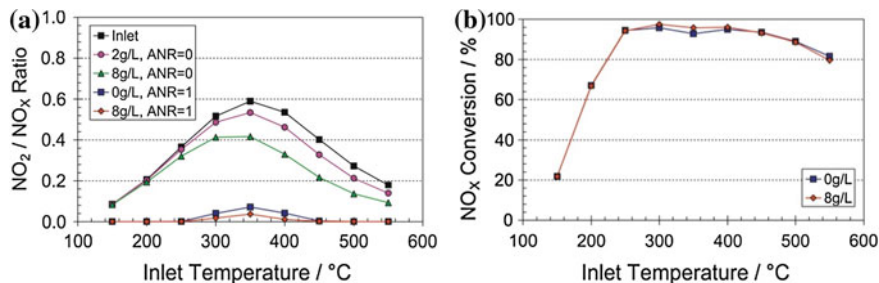 (a)
1.0
0.8
0.6
0.4
0.2
0.0
NO2 / NOX Ratio
Inlet
2g/L, ANR=0
8g/L, ANR=0
0g/L, ANR=1
8g/L, ANR=1
100 200 300 400 500 600
Inlet Temperature / °C
(b)
100
80
60
40
20
0
NOX Conversion / %
0g/L
8g/L
100 200 300 400 500 600
Inlet Temperature / °C